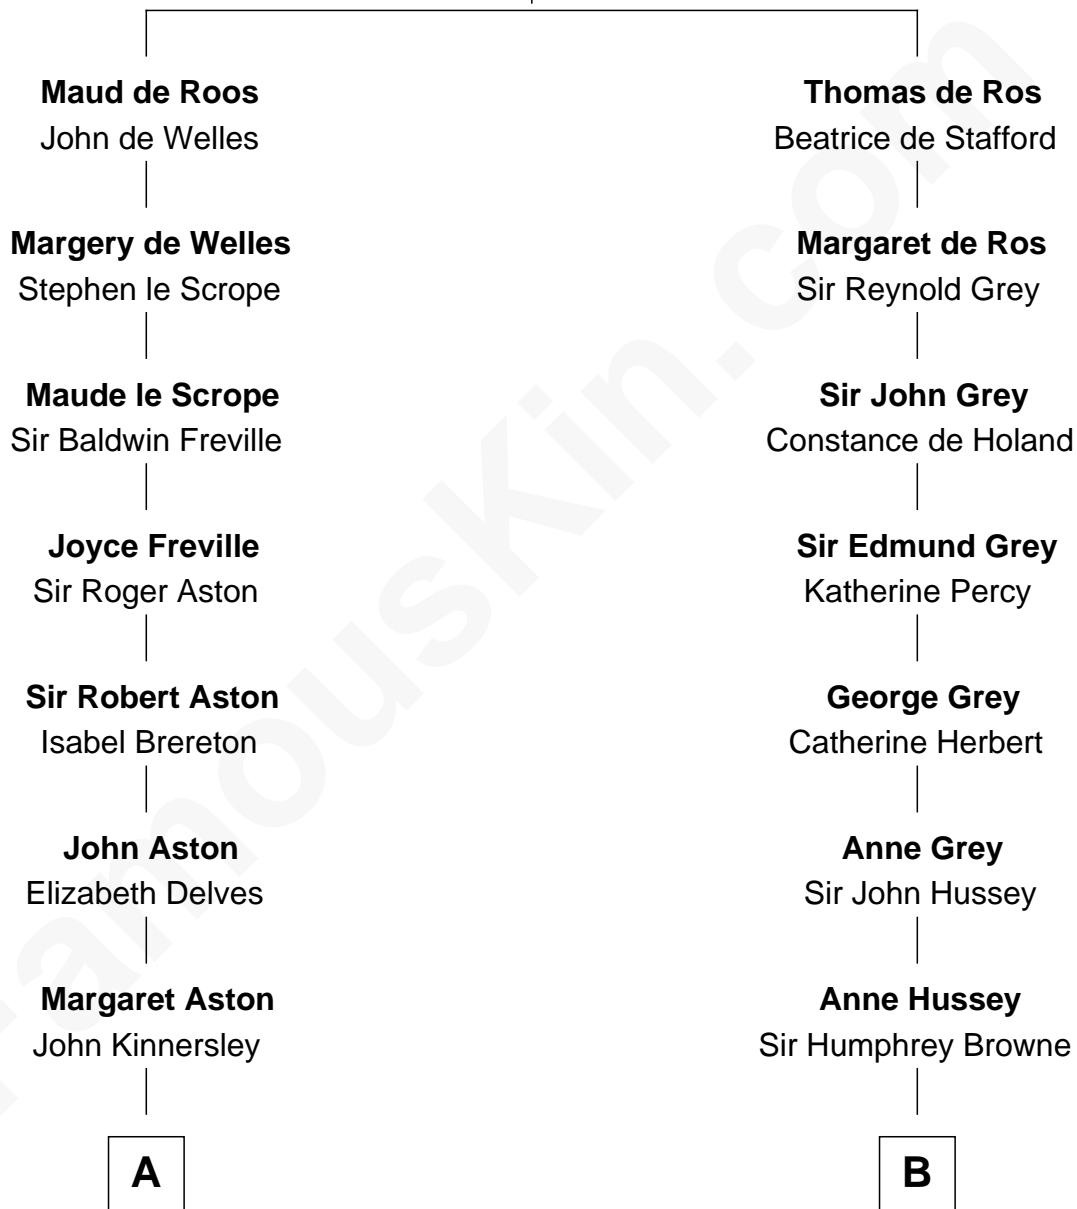 Maud de Roos
John de Welles
Thomas de Ros
Beatrice de Stafford
Margery de Welles
Stephen le Scrope
Margaret de Ros
Sir Reynold Grey
Maude le Scrope
Sir Baldwin Freville
Sir John Grey
Constance de Holand
Joyce Freville
Sir Roger Aston
Sir Edmund Grey
Katherine Percy
Sir Robert Aston
Isabel Brereton
George Grey
Catherine Herbert
John Aston
Elizabeth Delves
Anne Grey
Sir John Hussey
Margaret Aston
John Kinnersley
Anne Hussey
Sir Humphrey Browne
A
B
FamousKin.com